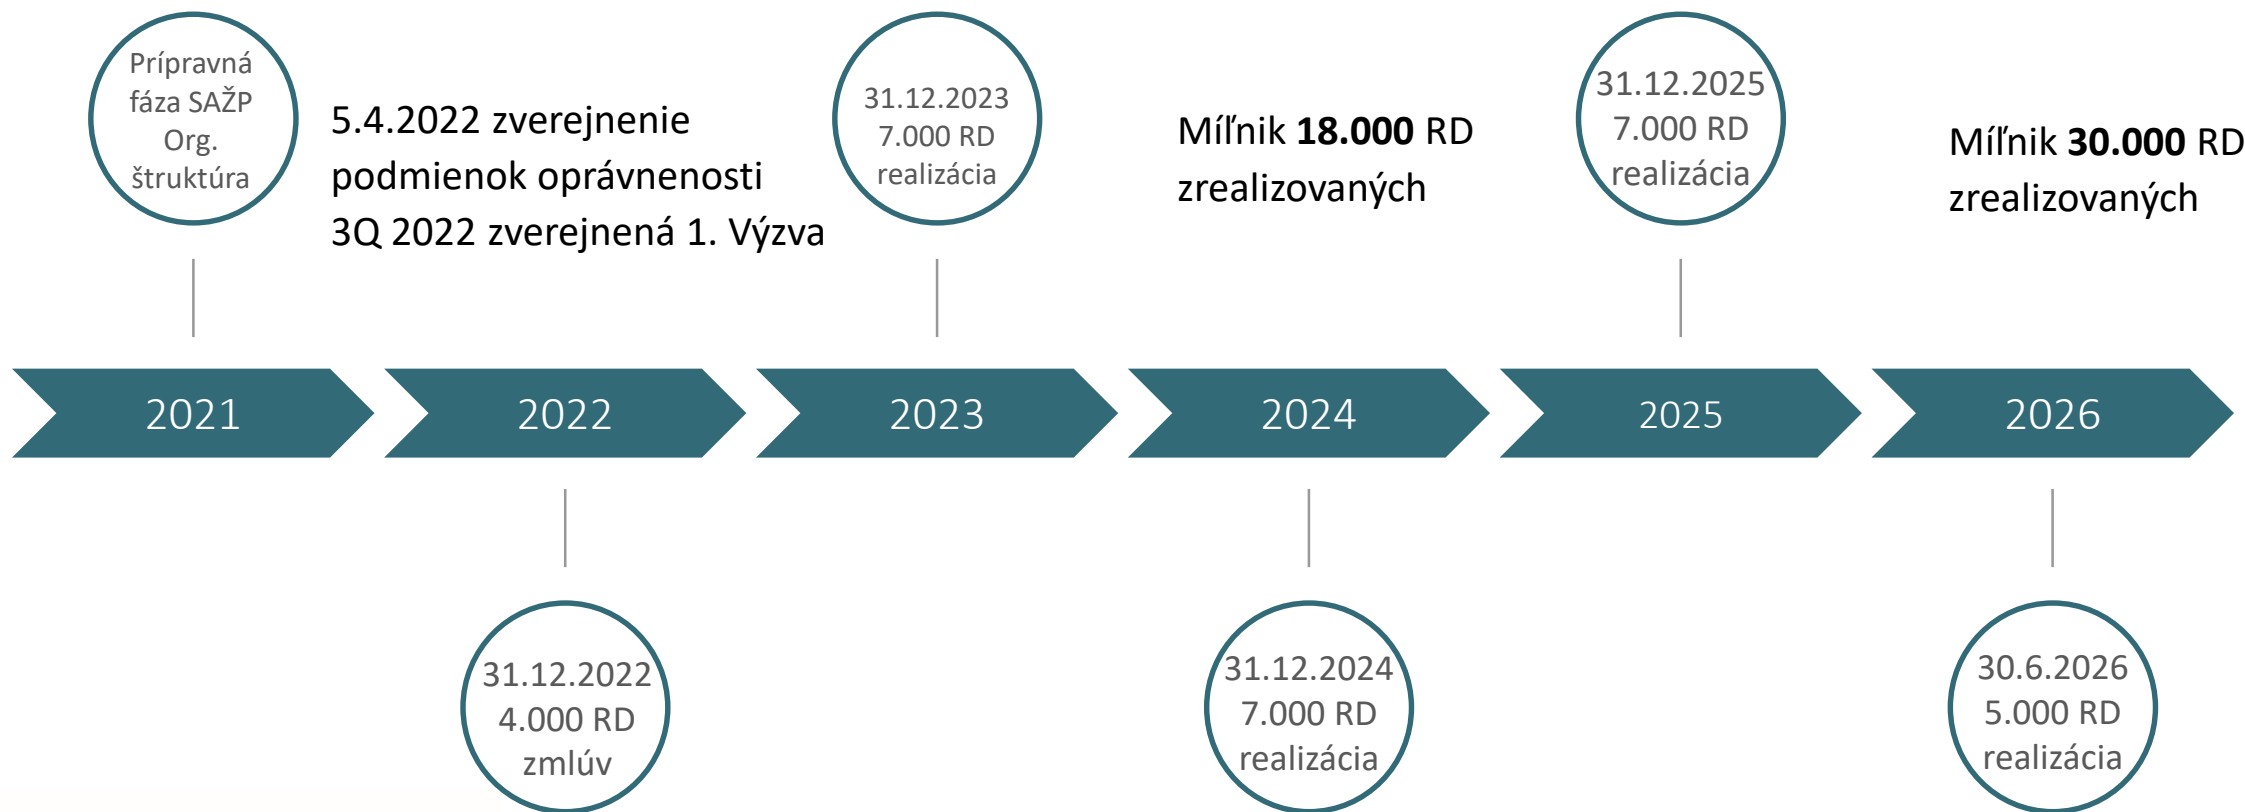 Prípravná
fáza SAŽP
Org.
štruktúra
5.4.2022 zverejnenie
podmienok oprávnenosti
3Q 2022 zverejnená 1. Výzva
31.12.2023
7.000 RD
realizácia
Míľnik 18.000 RD
zrealizovaných
31.12.2025
7.000 RD
realizácia
Míľnik 30.000 RD
zrealizovaných
2021
2022
2023
2024
2025
2026
31.12.2022
4.000 RD
zmlúv
31.12.2024
7.000 RD
realizácia
30.6.2026
5.000 RD
realizácia